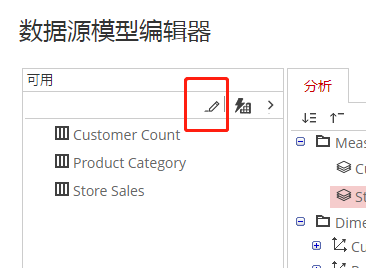 数据源模型编辑器
可用
分析
Customer Count
Product Category
Store Sales
Meas
Cu
St
Dime
Cu